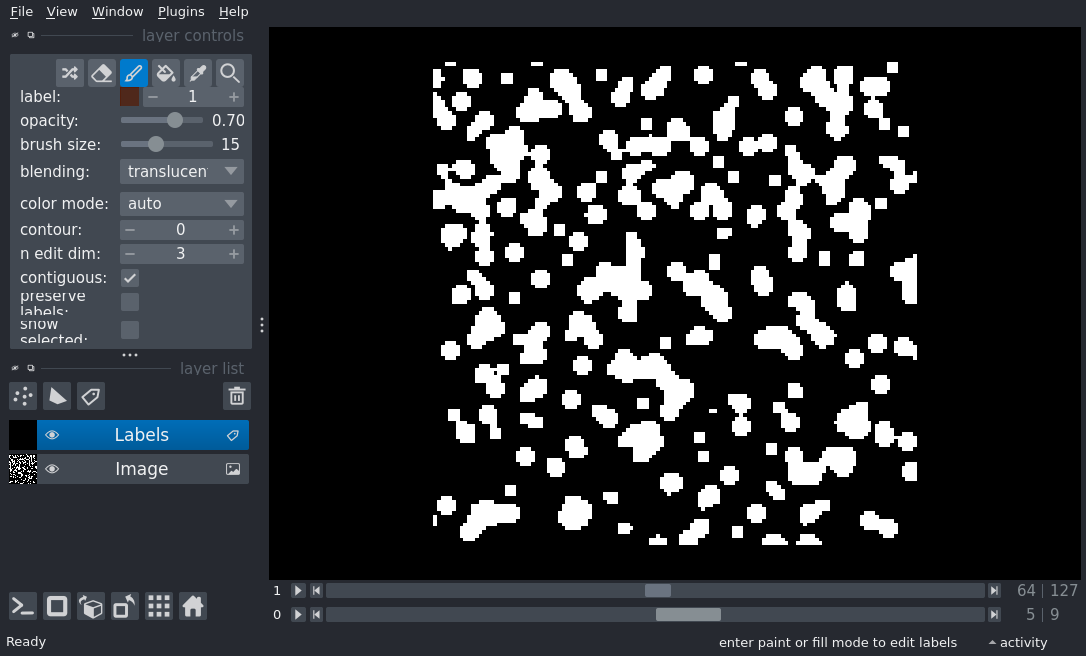 File View Window Plugins Help
layer controls
label: 1
opacity: 0.70
brush size: 15
blending: translucen
color mode: auto
contour: 0
n edit dim: 3
contiguous:
preserve
labels:
show
selected:
layer list
Labels
Image
1 64 | 127
0 5 | 9
Ready enter paint or fill mode to edit labels activity